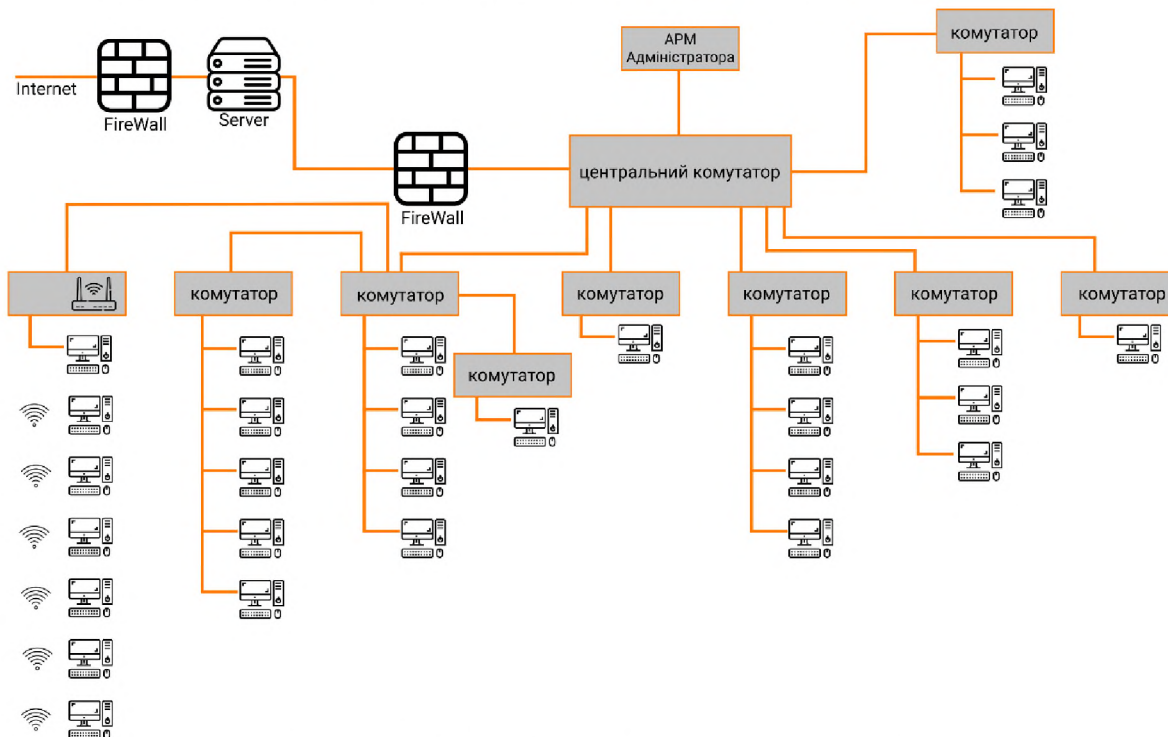 АРМ
Адміністратора
комутатор
Internet
FireWall
Server
центральний комутатор
FireWall
комутатор
комутатор
комутатор
комутатор
комутатор
комутатор
комутатор